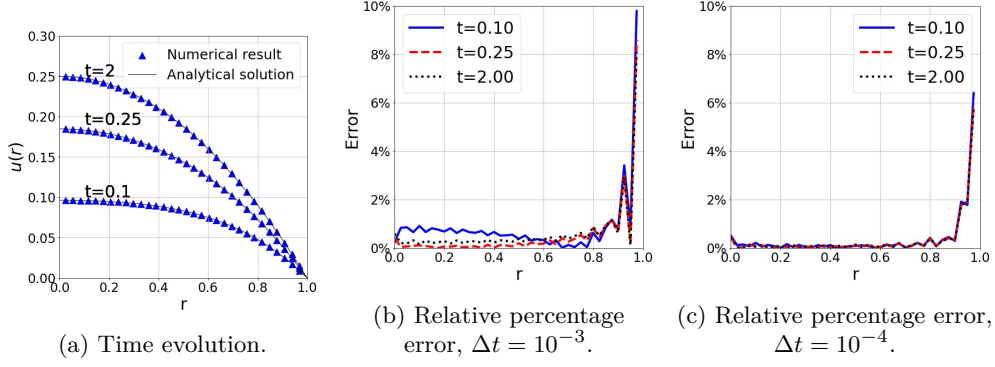 0.30
0.25
0.20
0.15
0.10
0.05
0.00
u(r)
t=2
t=0.25
t=0.1
Numerical result
Analytical solution
0.0 0.2 0.4 0.6 0.8 1.0
r
(a) Time evolution.
10%
8%
6%
4%
2%
0%
Error
t=0.10
t=0.25
t=2.00
0.0 0.2 0.4 0.6 0.8 1.0
r
(b) Relative percentage
error, Δt = 10⁻³.
10%
8%
6%
4%
2%
0%
Error
t=0.10
t=0.25
t=2.00
0.0 0.2 0.4 0.6 0.8 1.0
r
(c) Relative percentage error,
Δt = 10⁻⁴.